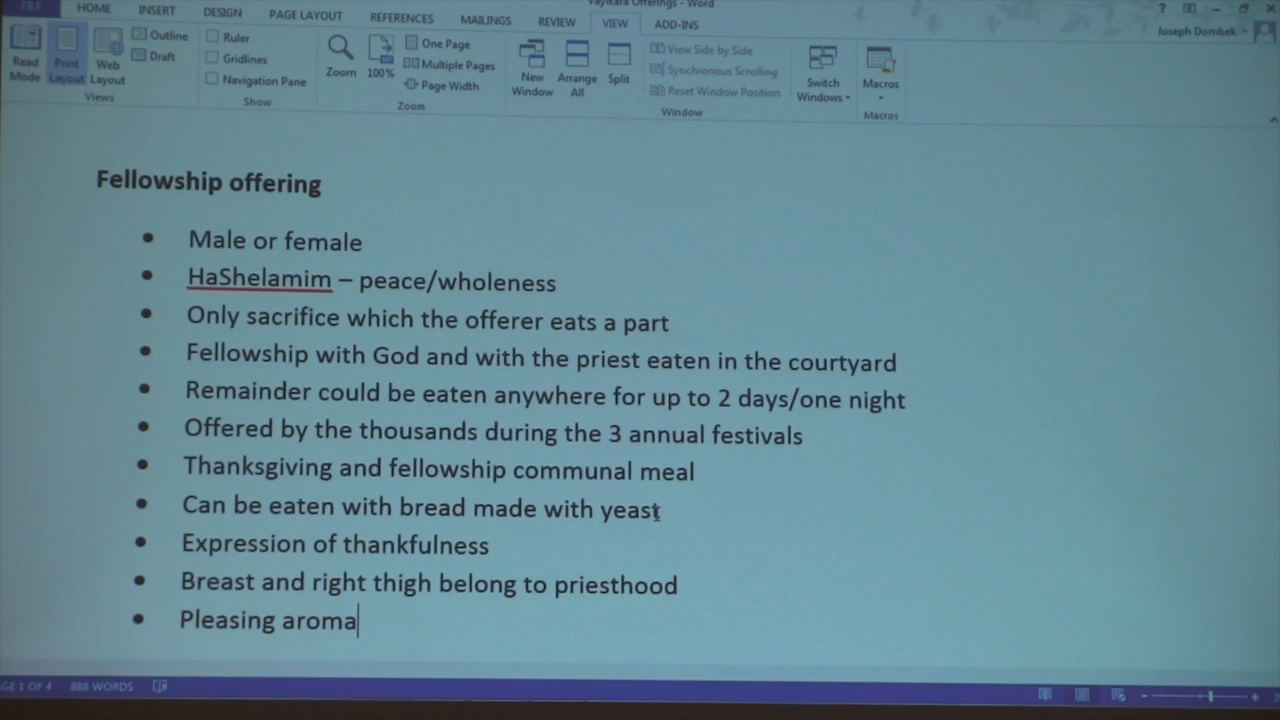 Vayikara Offerings - Word
FILE HOME INSERT DESIGN PAGE LAYOUT REFERENCES MAILINGS REVIEW VIEW ADD-INS
Joseph Dombek
Read Mode
Print Layout
Web Layout
Outline
Draft
Views
Ruler
Gridlines
Navigation Pane
Show
Zoom
100%
One Page
Multiple Pages
Page Width
Zoom
New Window
Arrange All
Split
View Side by Side
Synchronous Scrolling
Reset Window Position
Window
Switch Windows
Macros
Macros
Fellowship offering
• Male or female
• HaShelamim – peace/wholeness
• Only sacrifice which the offerer eats a part
• Fellowship with God and with the priest eaten in the courtyard
• Remainder could be eaten anywhere for up to 2 days/one night
• Offered by the thousands during the 3 annual festivals
• Thanksgiving and fellowship communal meal
• Can be eaten with bread made with yeast
• Expression of thankfulness
• Breast and right thigh belong to priesthood
• Pleasing aroma
GE 1 OF 4 888 WORDS